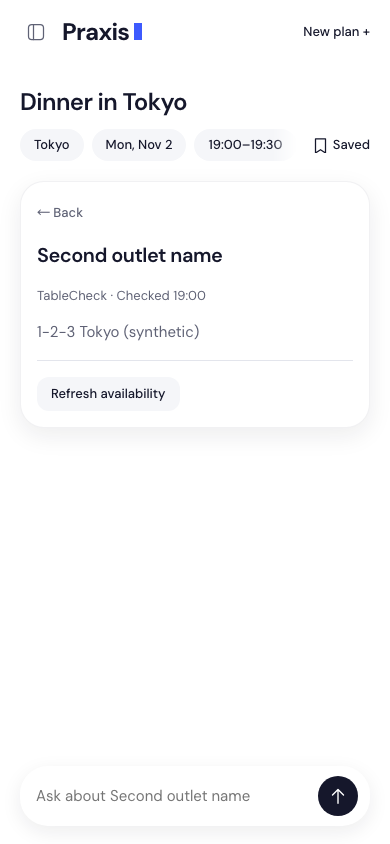 Praxis
New plan +
Dinner in Tokyo
Tokyo
Mon, Nov 2
19:00–19:30
Saved
← Back
Second outlet name
TableCheck · Checked 19:00
1-2-3 Tokyo (synthetic)
Refresh availability
Ask about Second outlet name